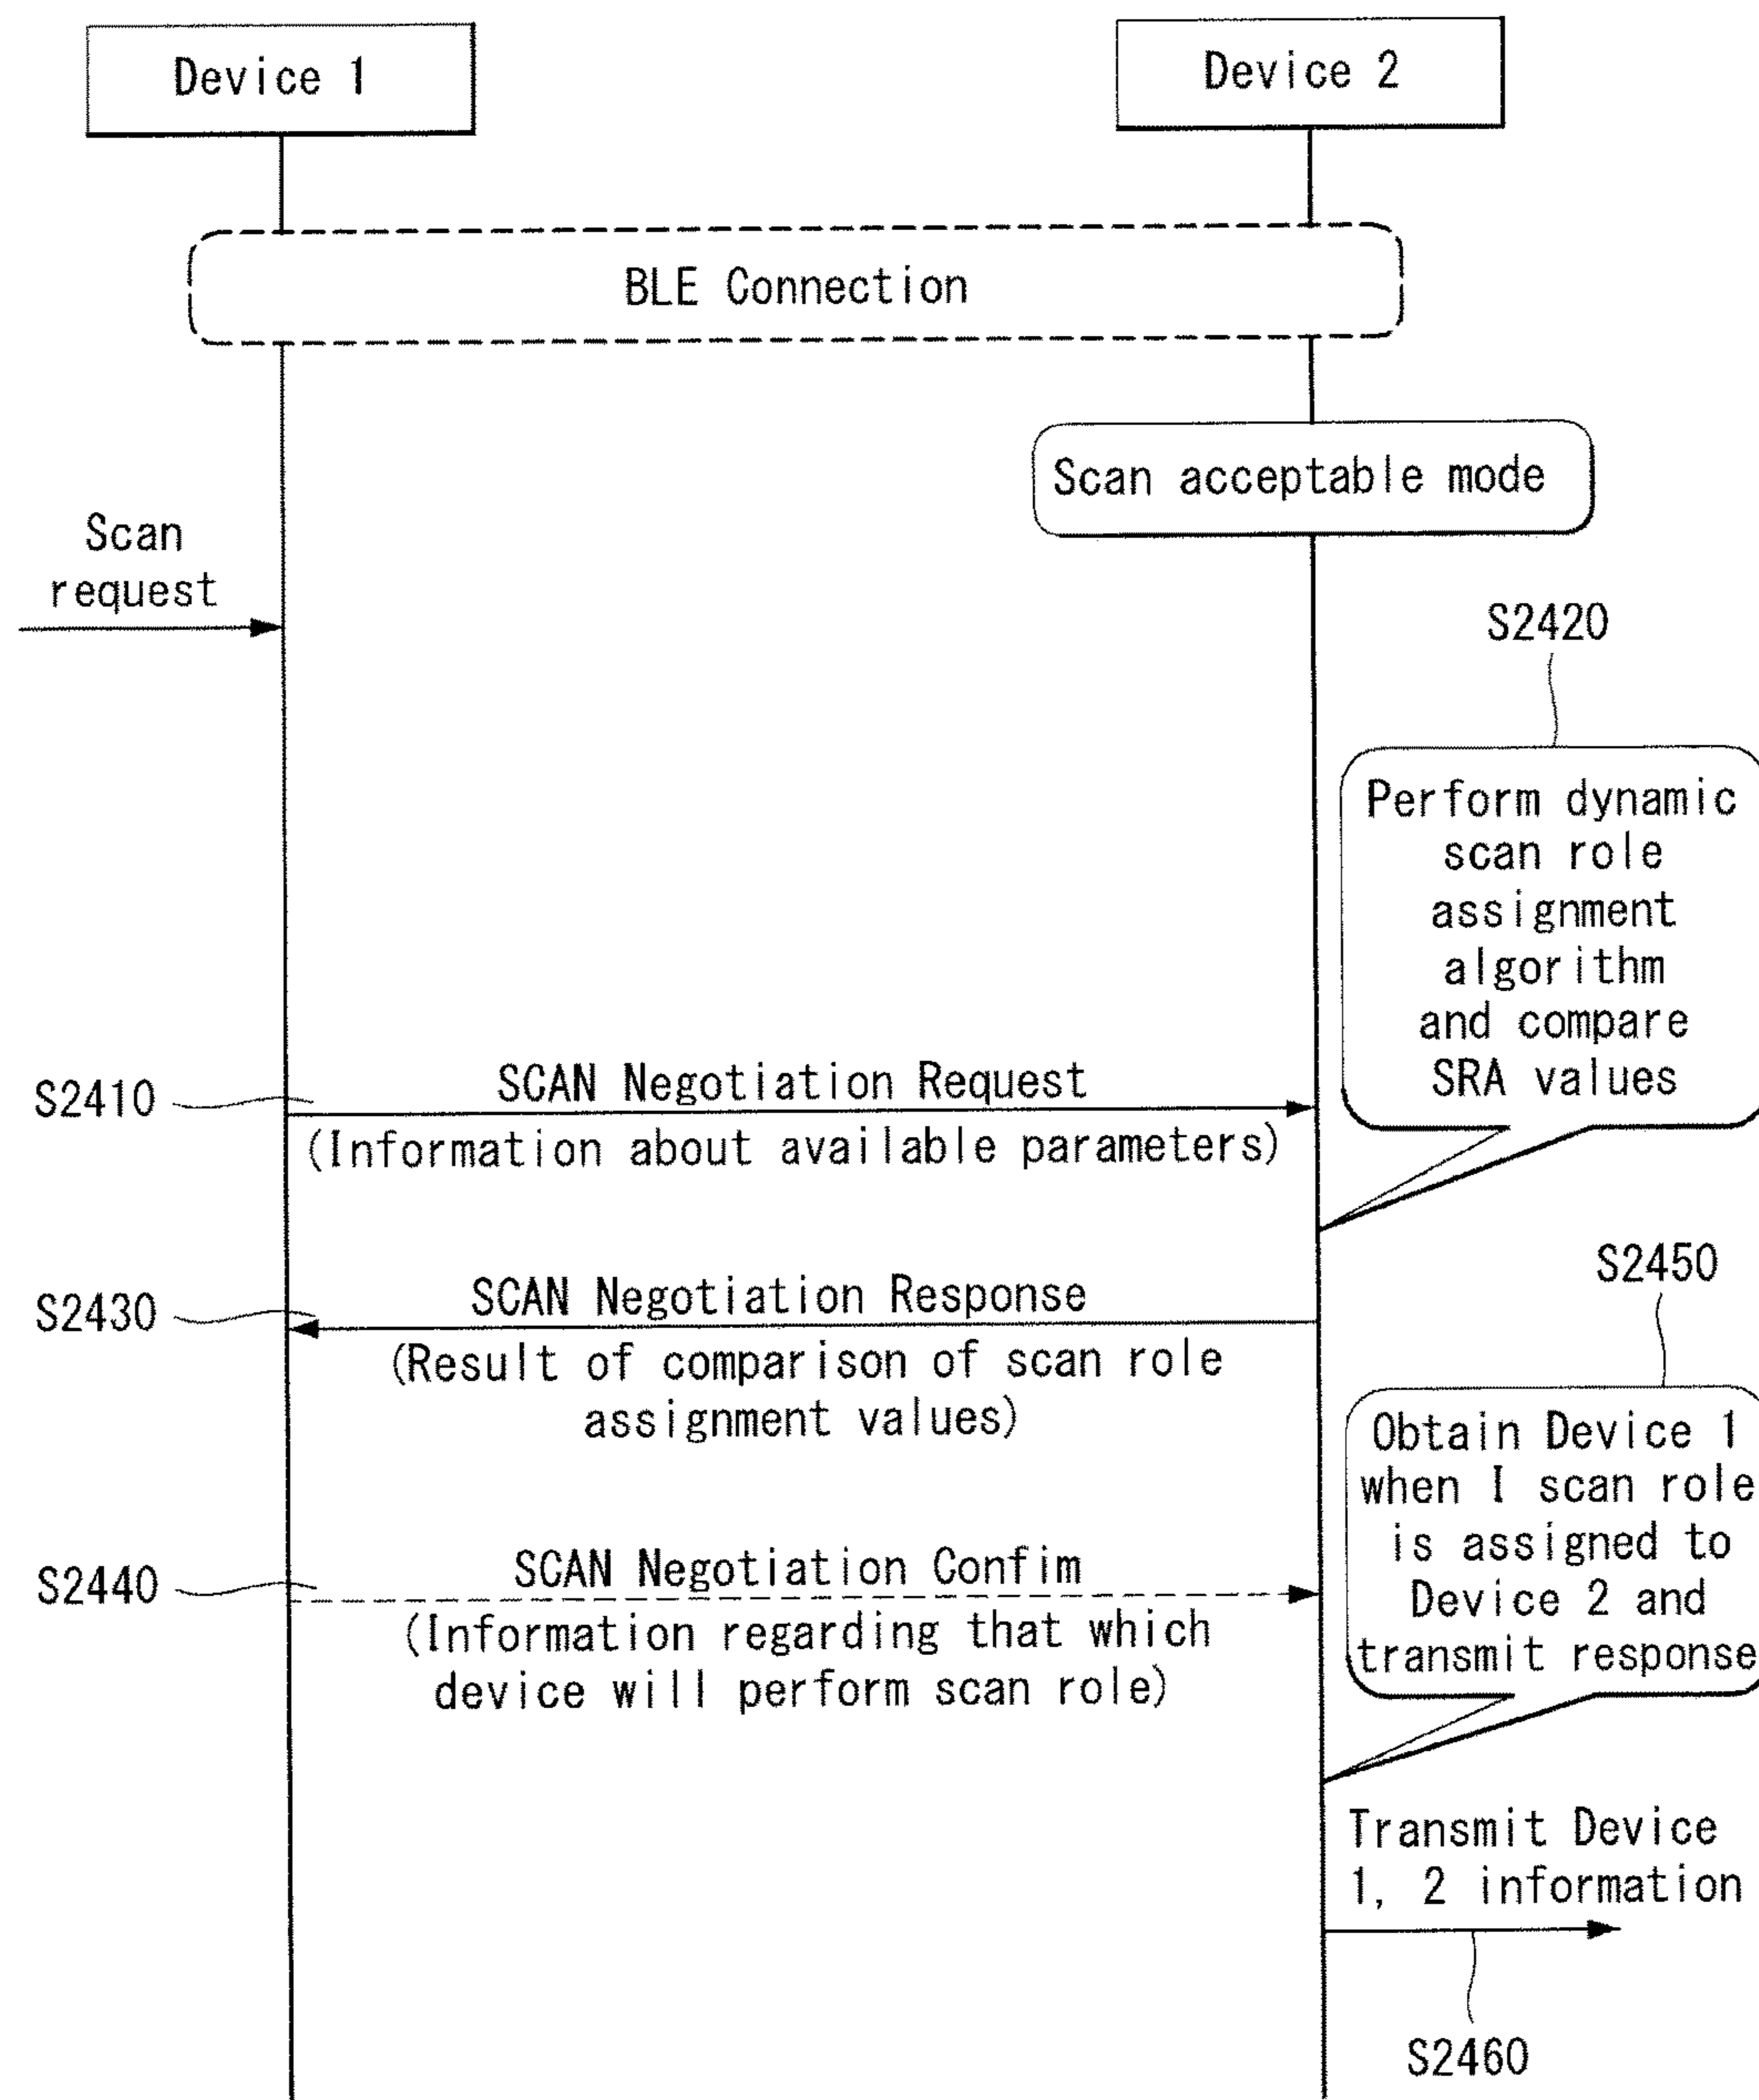 Device 1
Device 2
BLE Connection
Scan acceptable mode
Scan
request
S2420
Perform dynamic
scan role
assignment
algorithm
and compare
SRA values
S2410
SCAN Negotiation Request
(Information about available parameters)
S2450
S2430
SCAN Negotiation Response
(Result of comparison of scan role
assignment values)
Obtain Device 1
when I scan role
is assigned to
Device 2 and
transmit response
S2440
SCAN Negotiation Confim
(Information regarding that which
device will perform scan role)
Transmit Device
1, 2 information
S2460